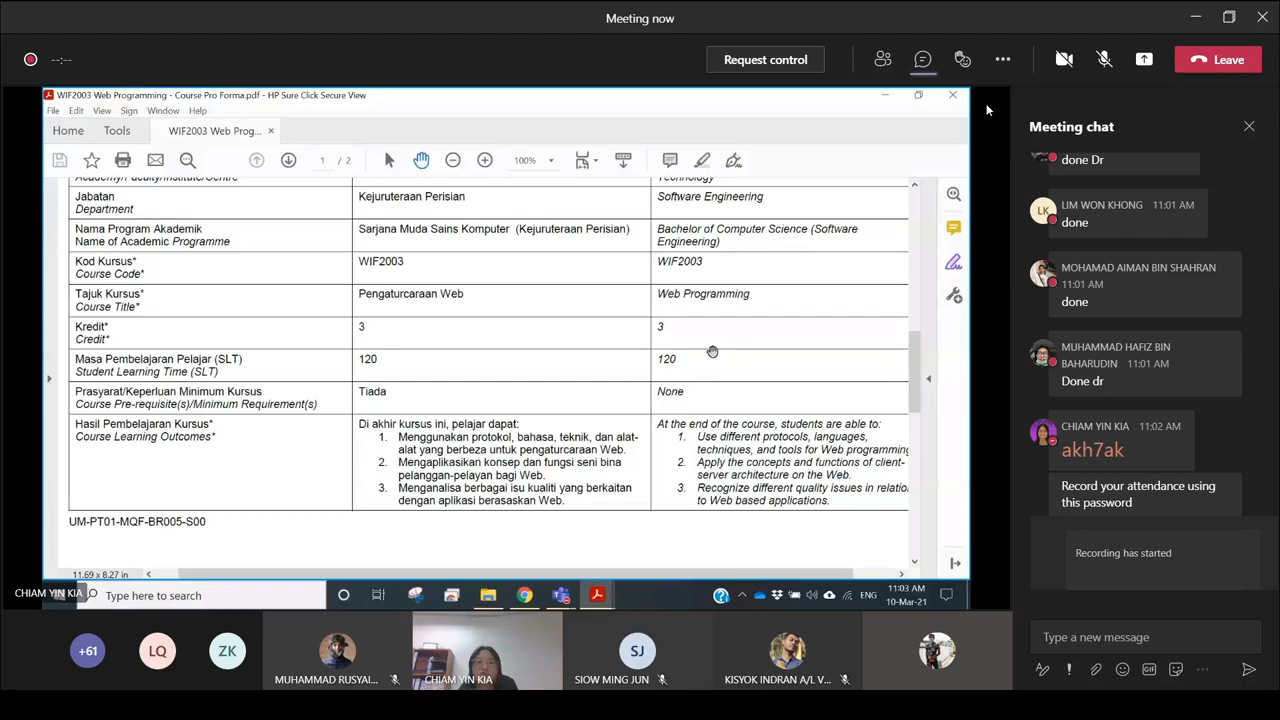 Meeting now
--:--
Request control
Leave
WIF2003 Web Programming - Course Pro Forma.pdf - HP Sure Click Secure View
File Edit View Sign Window Help
Home Tools WIF2003 Web Prog...
1 / 2 100%
Academy/Faculty/Institute/Centre
Technology
Jabatan
Department
Kejuruteraan Perisian
Software Engineering
Nama Program Akademik
Name of Academic Programme
Sarjana Muda Sains Komputer (Kejuruteraan Perisian)
Bachelor of Computer Science (Software
Engineering)
Kod Kursus*
Course Code*
WIF2003
WIF2003
Tajuk Kursus*
Course Title*
Pengaturcaraan Web
Web Programming
Kredit*
Credit*
3
3
Masa Pembelajaran Pelajar (SLT)
Student Learning Time (SLT)
120
120
Prasyarat/Keperluan Minimum Kursus
Course Pre-requisite(s)/Minimum Requirement(s)
Tiada
None
Hasil Pembelajaran Kursus*
Course Learning Outcomes*
Di akhir kursus ini, pelajar dapat:
1. Menggunakan protokol, bahasa, teknik, dan alat-
alat yang berbeza untuk pengaturcaraan Web.
2. Mengaplikasikan konsep dan fungsi seni bina
pelanggan-pelayan bagi Web.
3. Menganalisa berbagai isu kualiti yang berkaitan
dengan aplikasi berasaskan Web.
At the end of the course, students are able to:
1. Use different protocols, languages,
techniques, and tools for Web programming
2. Apply the concepts and functions of client-
server architecture on the Web.
3. Recognize different quality issues in relatio
to Web based applications.
UM-PT01-MQF-BR005-S00
11.69 x 8.27 in
CHIAM YIN KIA
Type here to search
ENG
11:03 AM
10-Mar-21
Meeting chat
done Dr
LK
LIM WON KHONG 11:01 AM
done
MOHAMAD AIMAN BIN SHAHRAN
11:01 AM
done
MUHAMMAD HAFIZ BIN
BAHARUDIN 11:01 AM
Done dr
CHIAM YIN KIA 11:02 AM
akh7ak
Record your attendance using
this password
Recording has started
Type a new message
GIF
+61
LQ
ZK
MUHAMMAD RUSYAI...
CHIAM YIN KIA
SJ
SIOW MING JUN
KISYOK INDRAN A/L V...